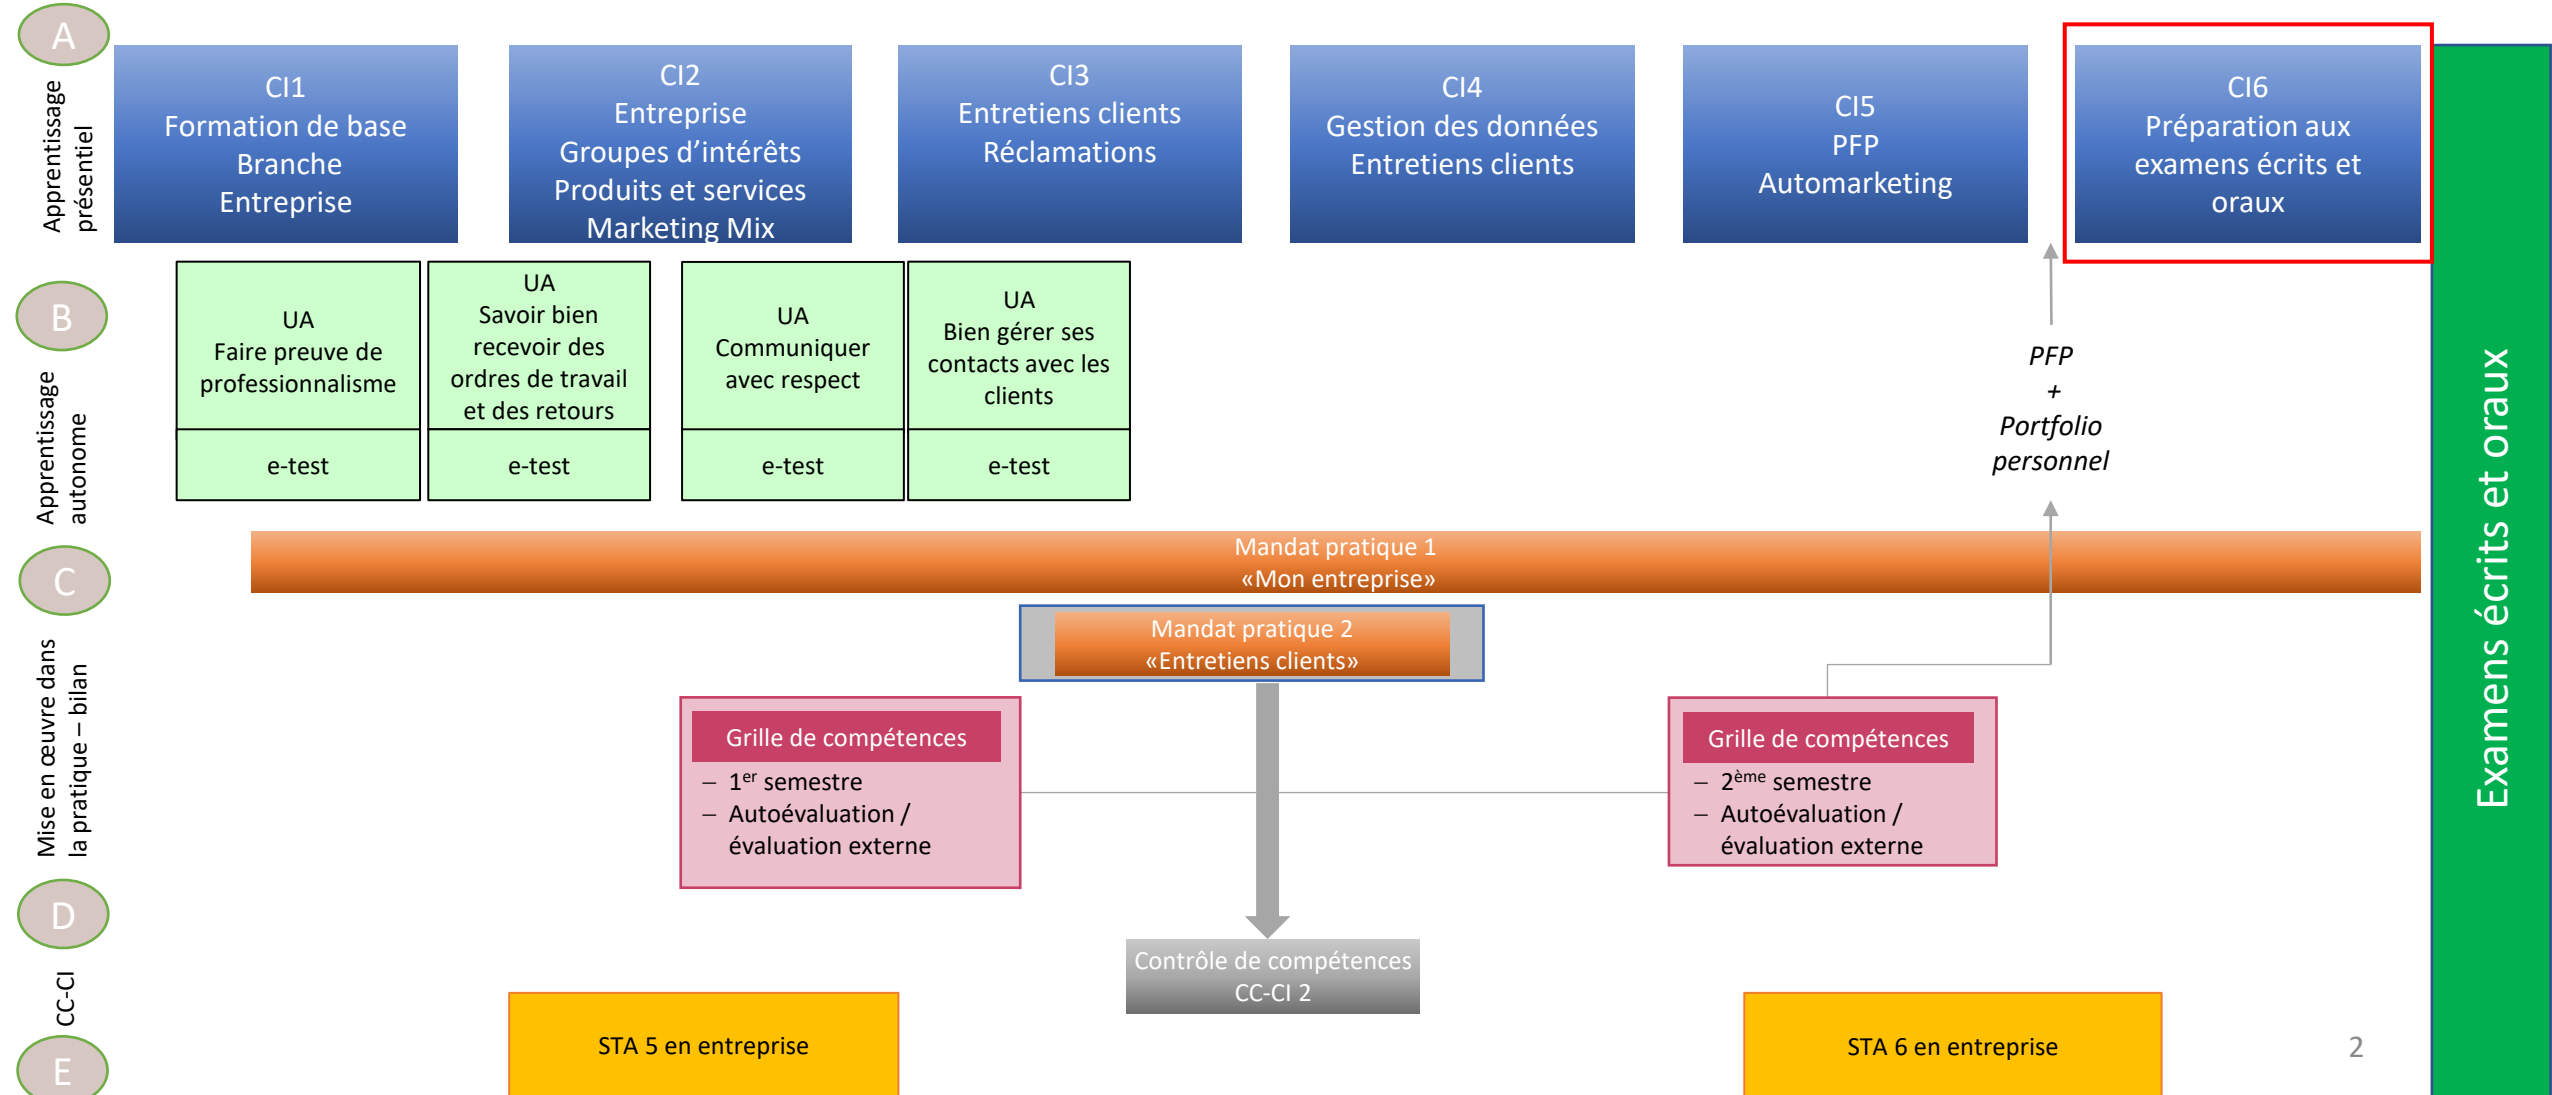 A
Apprentissage
présentiel
CI1
Formation de base
Branche
Entreprise
CI2
Entreprise
Groupes d'intérêts
Produits et services
Marketing Mix
CI3
Entretiens clients
Réclamations
CI4
Gestion des données
Entretiens clients
CI5
PFP
Automarketing
CI6
Préparation aux
examens écrits et
oraux
B
Apprentissage
autonome
UA
Faire preuve de
professionnalisme
e-test
UA
Savoir bien
recevoir des
ordres de travail
et des retours
e-test
UA
Communiquer
avec respect
e-test
UA
Bien gérer ses
contacts avec les
clients
e-test
PFP
+
Portfolio
personnel
C
Mise en œuvre dans
la pratique – bilan
Mandat pratique 1
«Mon entreprise»
Mandat pratique 2
«Entretiens clients»
Grille de compétences
– 1er semestre
– Autoévaluation /
évaluation externe
Grille de compétences
– 2ème semestre
– Autoévaluation /
évaluation externe
D
CC-CI
Contrôle de compétences
CC-CI 2
E
STA 5 en entreprise
STA 6 en entreprise
2
Examens écrits et oraux